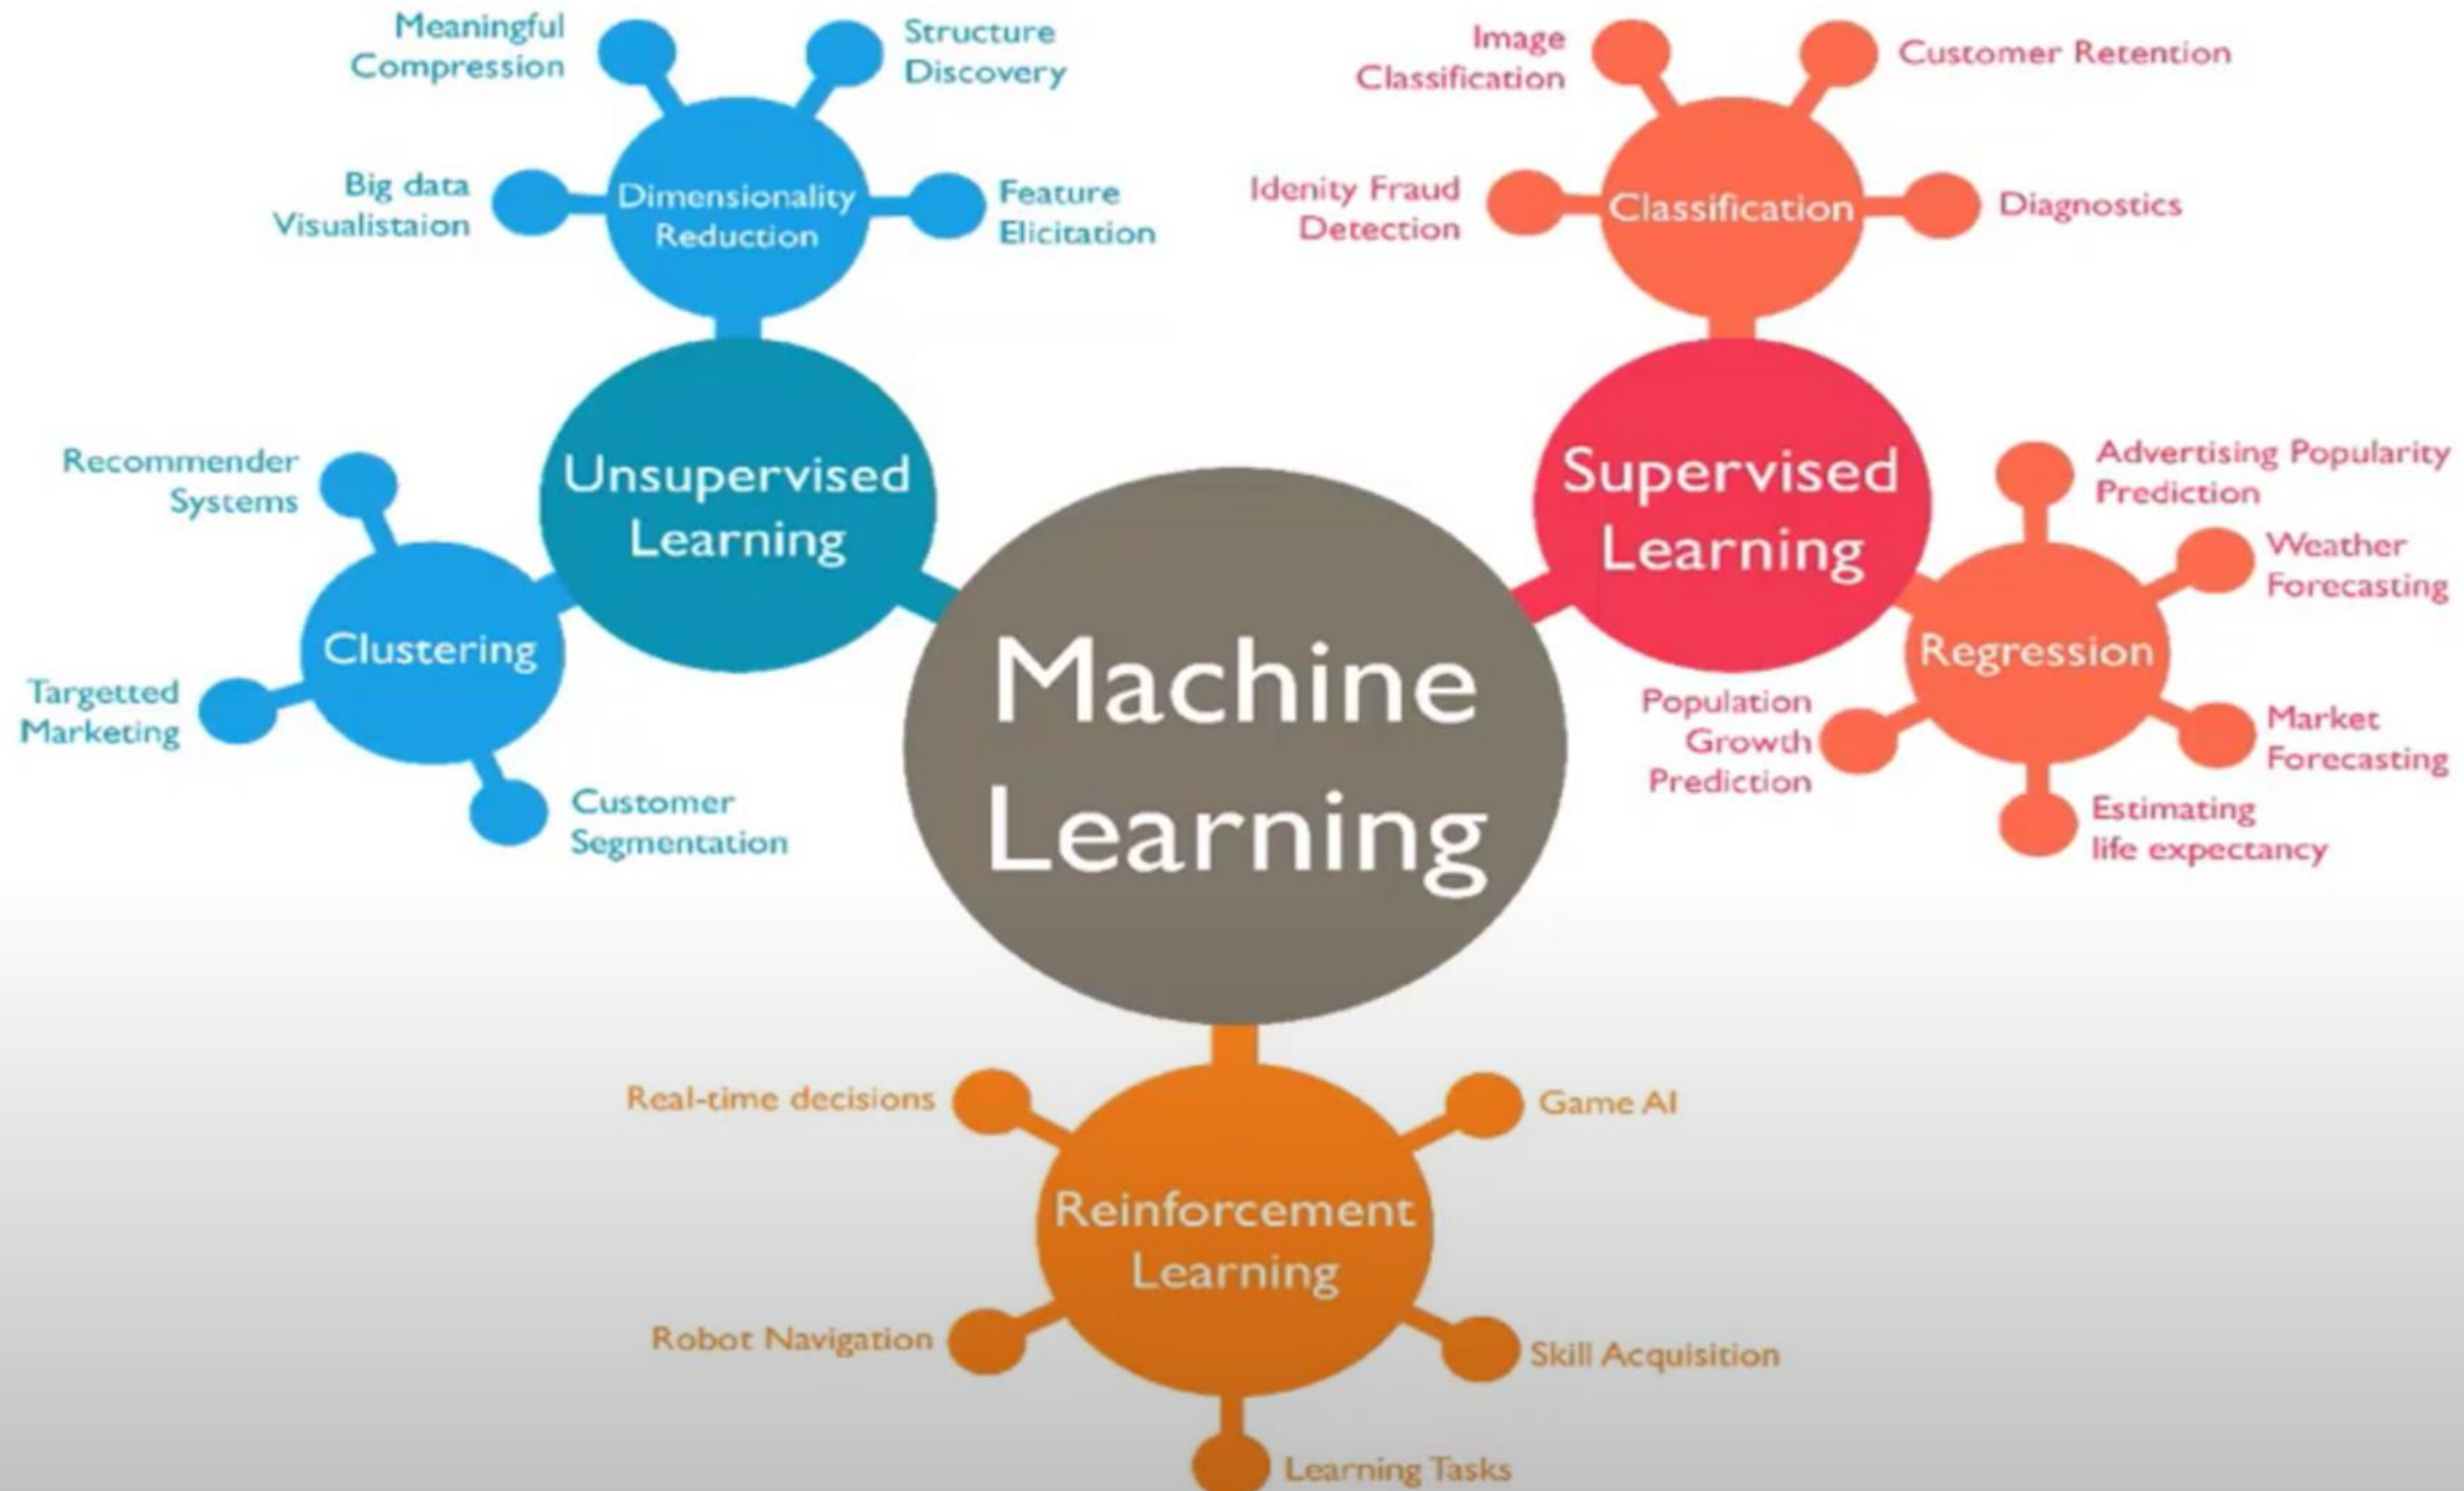 Meaningful
Compression
Structure
Discovery
Big data
Visualistaion
Dimensionality
Reduction
Feature
Elicitation
Image
Classification
Customer Retention
Idenity Fraud
Detection
Classification
Diagnostics
Unsupervised
Learning
Recommender
Systems
Clustering
Targetted
Marketing
Customer
Segmentation
Supervised
Learning
Advertising Popularity
Prediction
Weather
Forecasting
Regression
Population
Growth
Prediction
Market
Forecasting
Estimating
life expectancy
Machine
Learning
Real-time decisions
Game AI
Reinforcement
Learning
Robot Navigation
Skill Acquisition
Learning Tasks